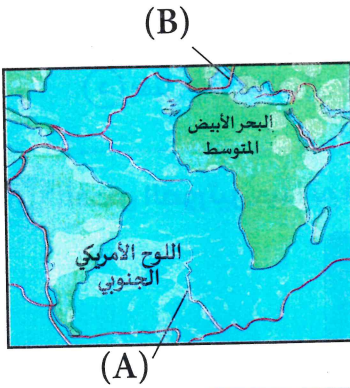 (B)
البحر الأبيض
المتوسط
اللوح الأمريكي
الجنوبي
(A)